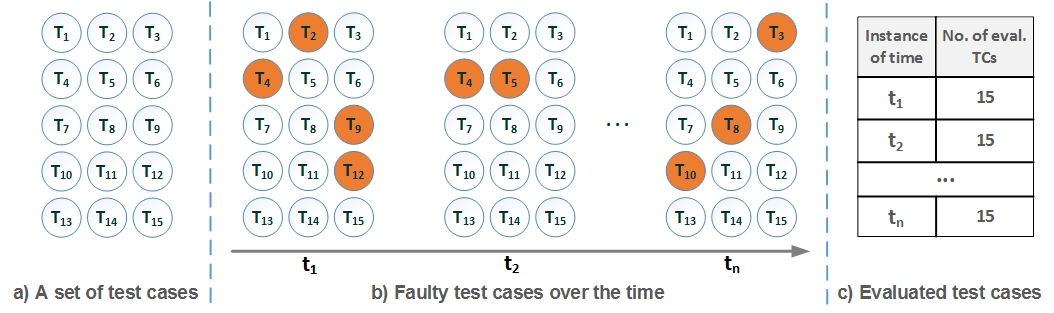 T1 T2 T3
T4 T5 T6
T7 T8 T9
T10 T11 T12
T13 T14 T15
a) A set of test cases
T1 T2 T3
T4 T5 T6
T7 T8 T9
T10 T11 T12
T13 T14 T15
t1
T1 T2 T3
T4 T5 T6
T7 T8 T9
T10 T11 T12
T13 T14 T15
t2
...
T1 T2 T3
T4 T5 T6
T7 T8 T9
T10 T11 T12
T13 T14 T15
tn
b) Faulty test cases over the time
Instance of time
No. of eval. TCs
t1 15
t2 15
...
tn 15
c) Evaluated test cases